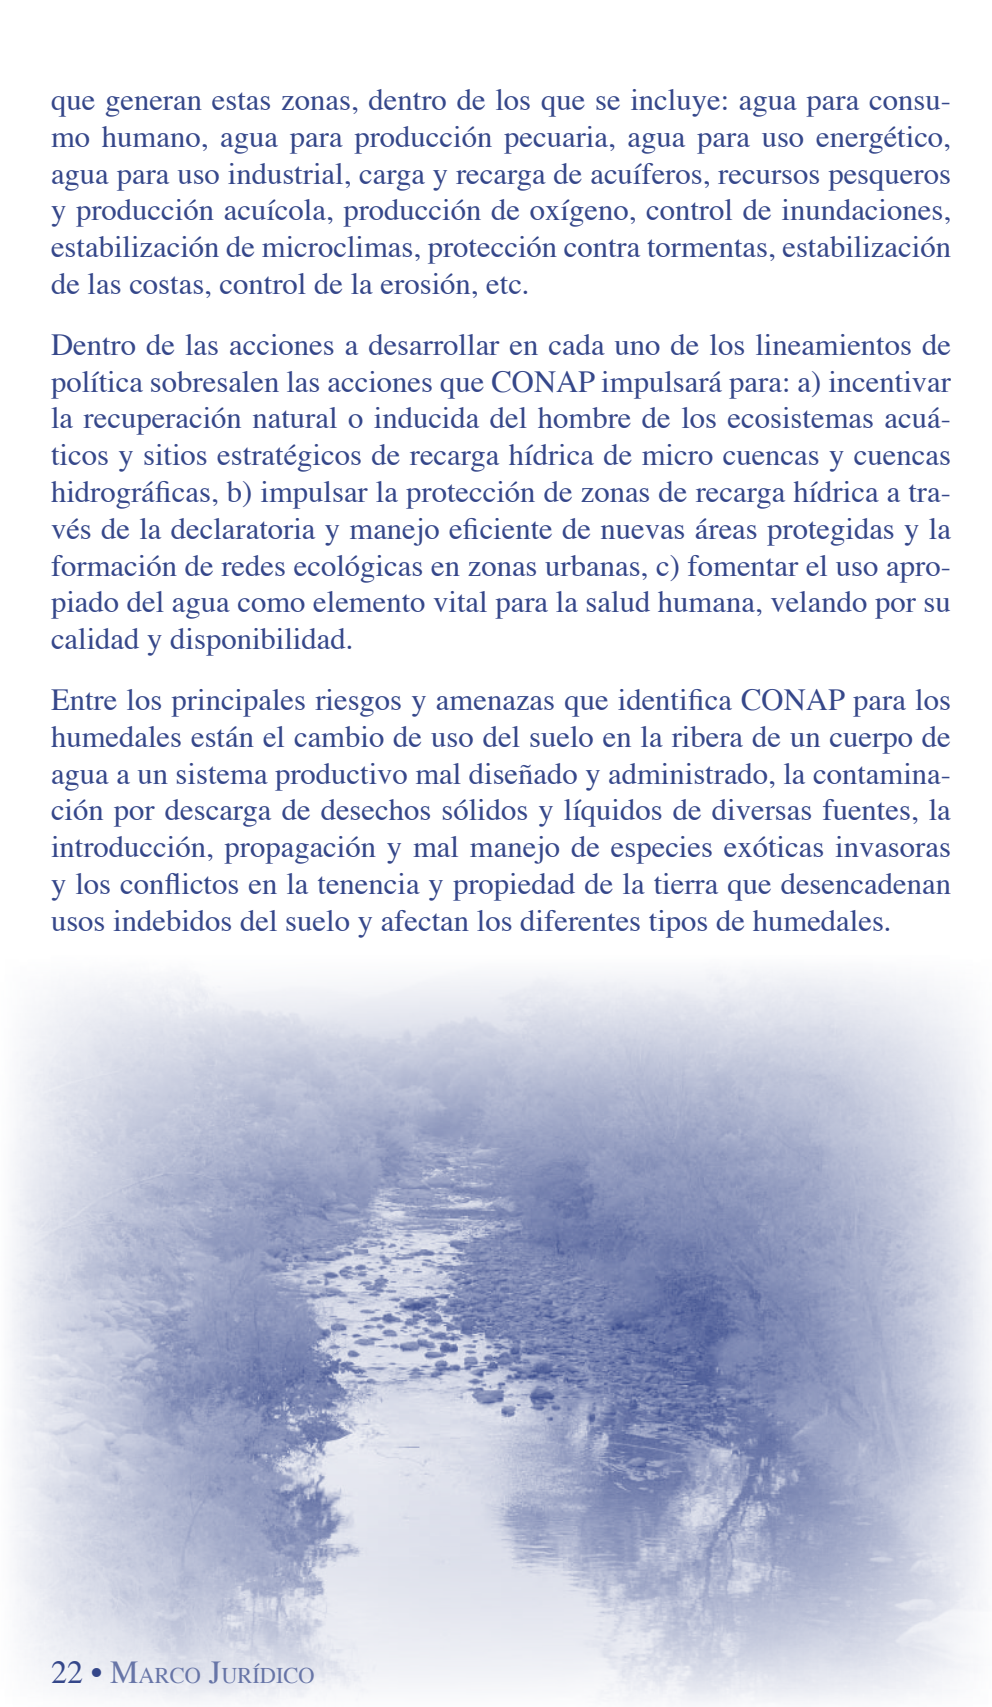 que generan estas zonas, dentro de los que se incluye: agua para consu-
mo humano, agua para producción pecuaria, agua para uso energético,
agua para uso industrial, carga y recarga de acuíferos, recursos pesqueros
y producción acuícola, producción de oxígeno, control de inundaciones,
estabilización de microclimas, protección contra tormentas, estabilización
de las costas, control de la erosión, etc.
Dentro de las acciones a desarrollar en cada uno de los lineamientos de
política sobresalen las acciones que CONAP impulsará para: a) incentivar
la recuperación natural o inducida del hombre de los ecosistemas acuá-
ticos y sitios estratégicos de recarga hídrica de micro cuencas y cuencas
hidrográficas, b) impulsar la protección de zonas de recarga hídrica a tra-
vés de la declaratoria y manejo eficiente de nuevas áreas protegidas y la
formación de redes ecológicas en zonas urbanas, c) fomentar el uso apro-
piado del agua como elemento vital para la salud humana, velando por su
calidad y disponibilidad.
Entre los principales riesgos y amenazas que identifica CONAP para los
humedales están el cambio de uso del suelo en la ribera de un cuerpo de
agua a un sistema productivo mal diseñado y administrado, la contamina-
ción por descarga de desechos sólidos y líquidos de diversas fuentes, la
introducción, propagación y mal manejo de especies exóticas invasoras
y los conflictos en la tenencia y propiedad de la tierra que desencadenan
usos indebidos del suelo y afectan los diferentes tipos de humedales.
22 • Marco Jurídico